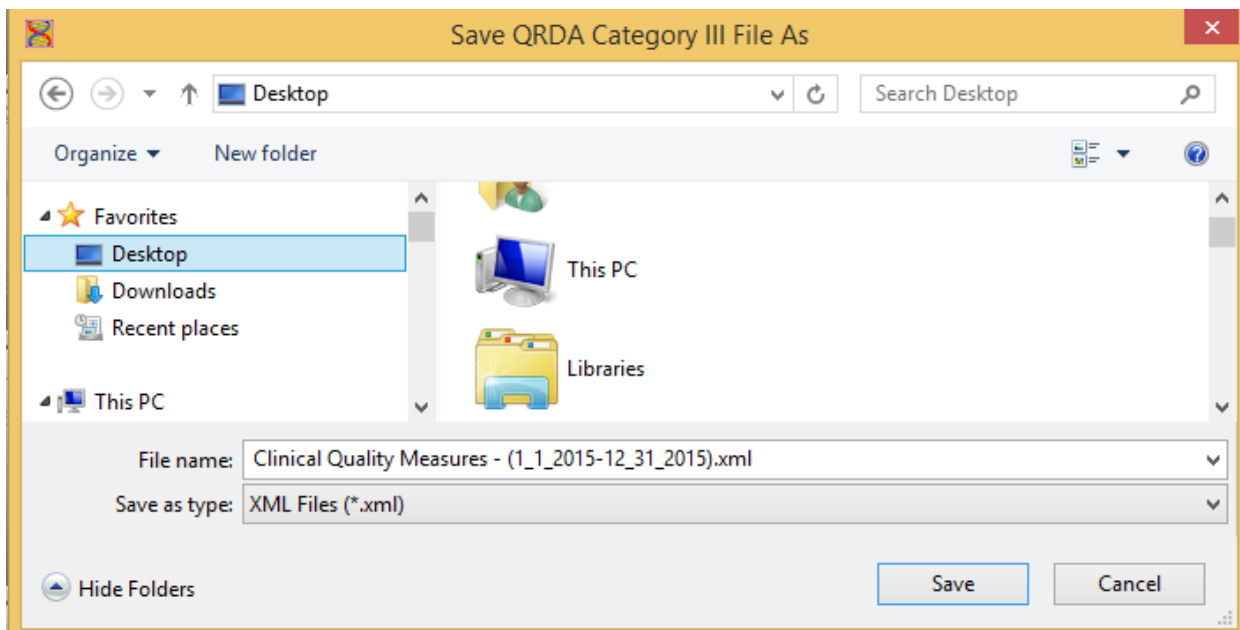 Save QRDA Category III File As
Desktop
Search Desktop
Organize
New folder
Favorites
Desktop
Downloads
Recent places
This PC
This PC
Libraries
File name: Clinical Quality Measures - (1_1_2015-12_31_2015).xml
Save as type: XML Files (*.xml)
Hide Folders
Save
Cancel